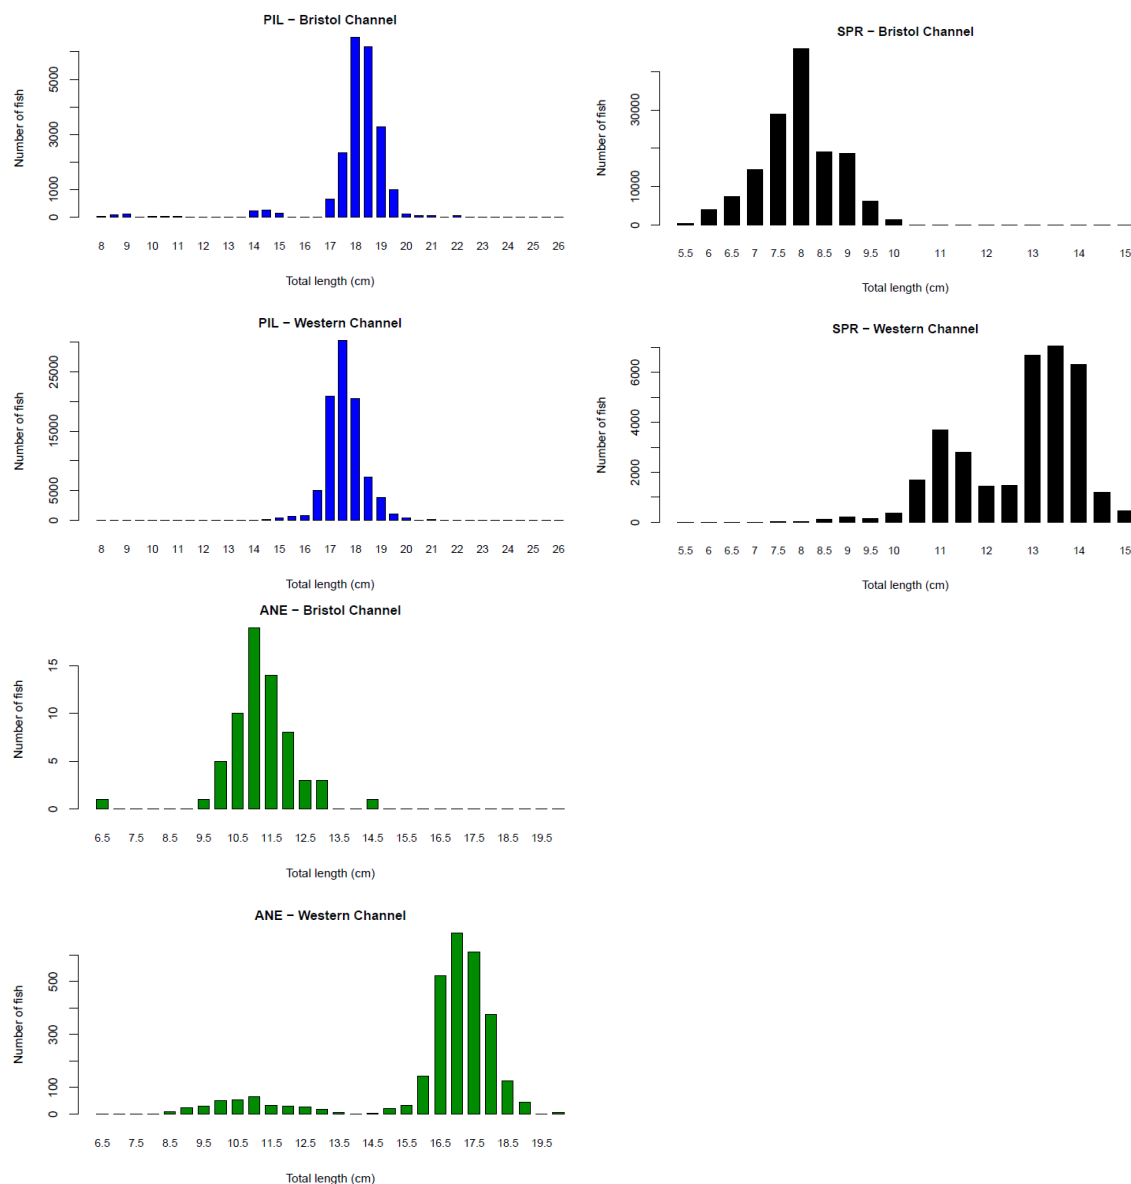 PIL − Bristol Channel
Number of fish
0 1000 3000 5000
8 9 10 11 12 13 14 15 16 17 18 19 20 21 22 23 24 25 26
Total length (cm)
SPR − Bristol Channel
Number of fish
0 10000 30000
5.5 6 6.5 7 7.5 8 8.5 9 9.5 10 11 12 13 14 15
Total length (cm)
PIL − Western Channel
Number of fish
0 5000 15000 25000
8 9 10 11 12 13 14 15 16 17 18 19 20 21 22 23 24 25 26
Total length (cm)
SPR − Western Channel
Number of fish
0 2000 4000 6000
5.5 6 6.5 7 7.5 8 8.5 9 9.5 10 11 12 13 14 15
Total length (cm)
ANE − Bristol Channel
Number of fish
0 5 10 15
6.5 7.5 8.5 9.5 10.5 11.5 12.5 13.5 14.5 15.5 16.5 17.5 18.5 19.5
Total length (cm)
ANE − Western Channel
Number of fish
0 100 300 500
6.5 7.5 8.5 9.5 10.5 11.5 12.5 13.5 14.5 15.5 16.5 17.5 18.5 19.5
Total length (cm)